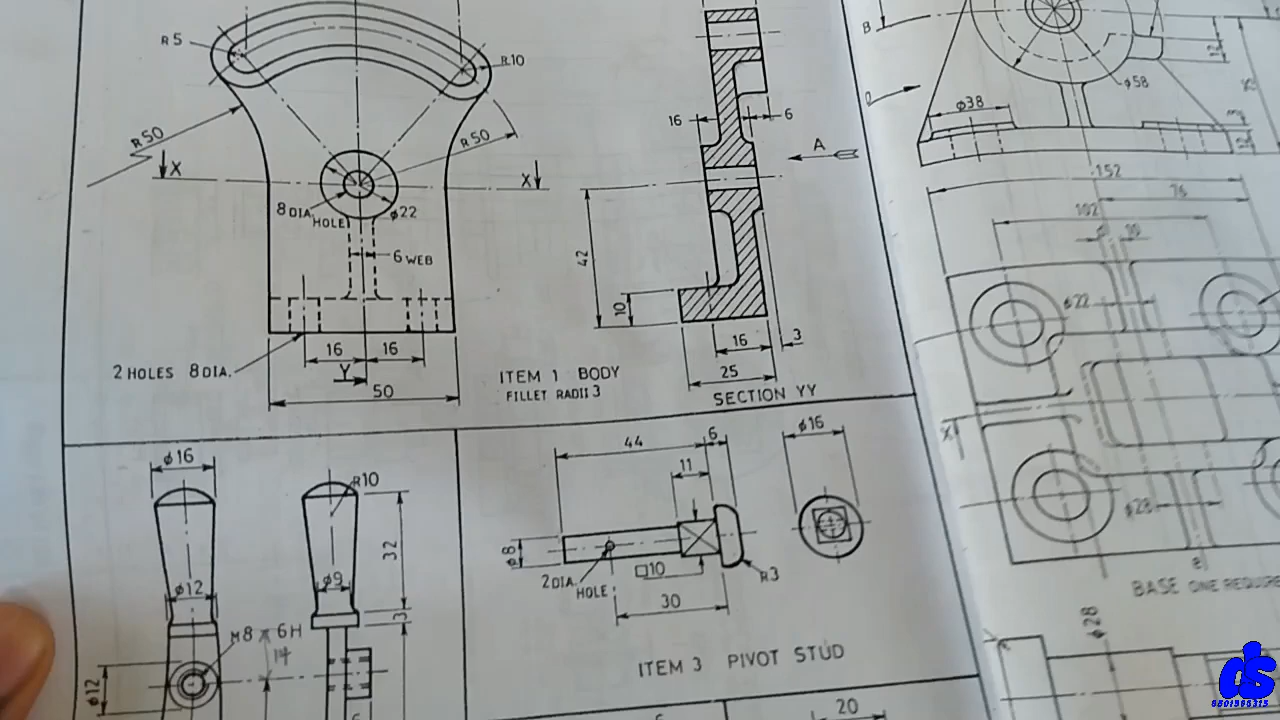 R5
R10
R50
R50
X
X
8 DIA.
HOLE
ø22
6 WEB
2 HOLES 8 DIA.
16
16
Y
50
ITEM 1 BODY
FILLET RADII 3
16
6
A
42
10
16
3
25
SECTION YY
ø16
R10
32
ø12
ø9
3
M8 × 6H
14
ø12
44
6
11
ø16
ø8
2 DIA.
HOLE
□10
30
R3
ITEM 3 PIVOT STUD
20
B
12
ø58
ø38
152
76
102
ø22
ø28
BASE ONE REQUIRE
ø28
ds